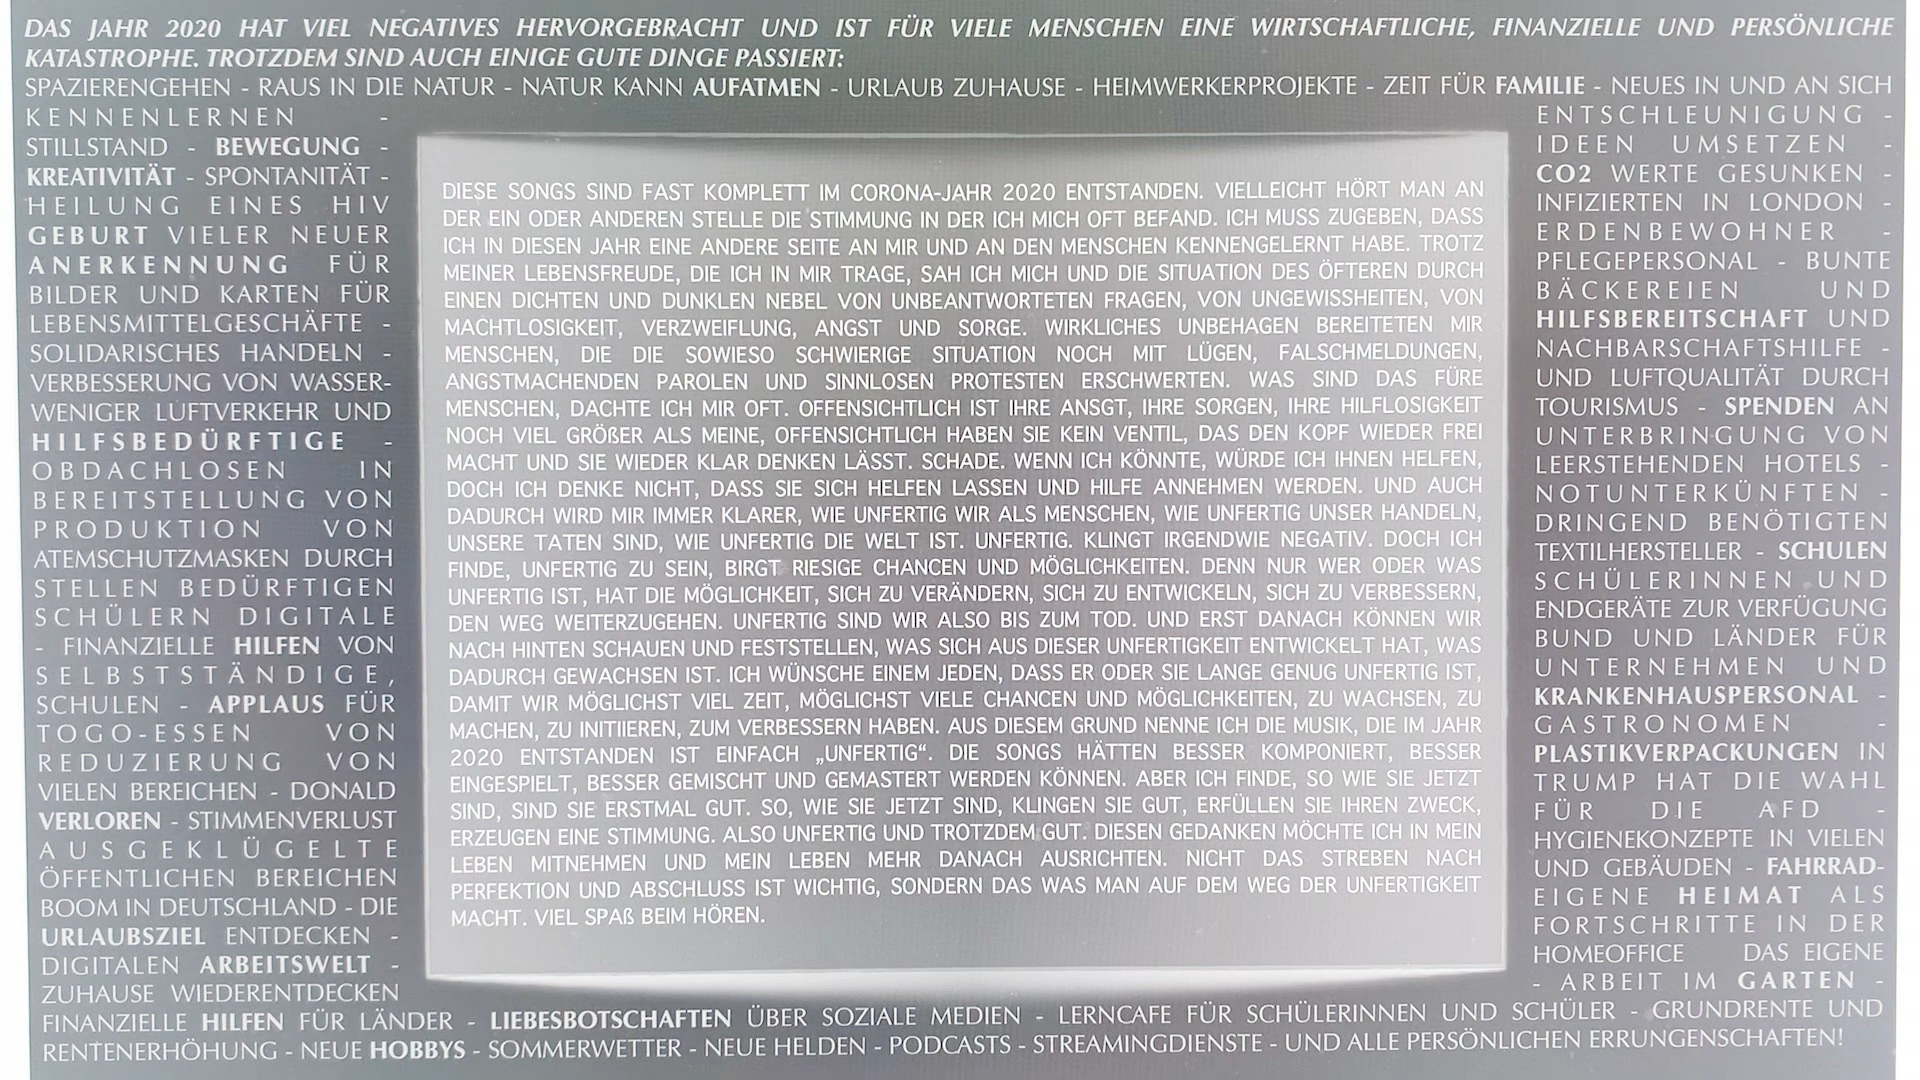 DAS JAHR 2020 HAT VIEL NEGATIVES HERVORGEBRACHT UND IST FÜR VIELE MENSCHEN EINE WIRTSCHAFTLICHE, FINANZIELLE UND PERSÖNLICHE
KATASTROPHE. TROTZDEM SIND AUCH EINIGE GUTE DINGE PASSIERT:
SPAZIERENGEHEN - RAUS IN DIE NATUR - NATUR KANN AUFATMEN - URLAUB ZUHAUSE - HEIMWERKERPROJEKTE - ZEIT FÜR FAMILIE - NEUES IN UND AN SICH
KENNENLERNEN - ENTSCHLEUNIGUNG -
STILLSTAND - BEWEGUNG - IDEEN UMSETZEN -
KREATIVITÄT - SPONTANITÄT - CO2 WERTE GESUNKEN -
HEILUNG EINES HIV INFIZIERTEN IN LONDON -
GEBURT VIELER NEUER ERDENBEWOHNER -
ANERKENNUNG FÜR PFLEGEPERSONAL - BUNTE
BILDER UND KARTEN FÜR BÄCKEREIEN UND
LEBENSMITTELGESCHÄFTE - HILFSBEREITSCHAFT UND
SOLIDARISCHES HANDELN - NACHBARSCHAFTSHILFE -
VERBESSERUNG VON WASSER- UND LUFTQUALITÄT DURCH
WENIGER LUFTVERKEHR UND TOURISMUS - SPENDEN AN
HILFSBEDÜRFTIGE - UNTERBRINGUNG VON
OBDACHLOSEN IN LEERSTEHENDEN HOTELS -
BEREITSTELLUNG VON NOTUNTERKÜNFTEN -
PRODUKTION VON DRINGEND BENÖTIGTEN
ATEMSCHUTZMASKEN DURCH TEXTILHERSTELLER - SCHULEN
STELLEN BEDÜRFTIGEN SCHÜLERINNEN UND
SCHÜLERN DIGITALE ENDGERÄTE ZUR VERFÜGUNG
- FINANZIELLE HILFEN VON BUND UND LÄNDER FÜR
SELBSTSTÄNDIGE, UNTERNEHMEN UND
SCHULEN - APPLAUS FÜR KRANKENHAUSPERSONAL -
TOGO-ESSEN VON GASTRONOMEN -
REDUZIERUNG VON PLASTIKVERPACKUNGEN IN
VIELEN BEREICHEN - DONALD TRUMP HAT DIE WAHL
VERLOREN - STIMMENVERLUST FÜR DIE AFD -
AUSGEKLÜGELTE HYGIENEKONZEPTE IN VIELEN
ÖFFENTLICHEN BEREICHEN UND GEBÄUDEN - FAHRRAD-
BOOM IN DEUTSCHLAND - DIE EIGENE HEIMAT ALS
URLAUBSZIEL ENTDECKEN - FORTSCHRITTE IN DER
DIGITALEN ARBEITSWELT - HOMEOFFICE DAS EIGENE
ZUHAUSE WIEDERENTDECKEN - ARBEIT IM GARTEN -
FINANZIELLE HILFEN FÜR LÄNDER - LIEBESBOTSCHAFTEN ÜBER SOZIALE MEDIEN - LERNCAFE FÜR SCHÜLERINNEN UND SCHÜLER - GRUNDRENTE UND
RENTENERHÖHUNG - NEUE HOBBYS - SOMMERWETTER - NEUE HELDEN - PODCASTS - STREAMINGDIENSTE - UND ALLE PERSÖNLICHEN ERRUNGENSCHAFTEN!
DIESE SONGS SIND FAST KOMPLETT IM CORONA-JAHR 2020 ENTSTANDEN. VIELLEICHT HÖRT MAN AN
DER EIN ODER ANDEREN STELLE DIE STIMMUNG IN DER ICH MICH OFT BEFAND. ICH MUSS ZUGEBEN, DASS
ICH IN DIESEN JAHR EINE ANDERE SEITE AN MIR UND AN DEN MENSCHEN KENNENGELERNT HABE. TROTZ
MEINER LEBENSFREUDE, DIE ICH IN MIR TRAGE, SAH ICH MICH UND DIE SITUATION DES ÖFTEREN DURCH
EINEN DICHTEN UND DUNKLEN NEBEL VON UNBEANTWORTETEN FRAGEN, VON UNGEWISSHEITEN, VON
MACHTLOSIGKEIT, VERZWEIFLUNG, ANGST UND SORGE. WIRKLICHES UNBEHAGEN BEREITETEN MIR
MENSCHEN, DIE DIE SOWIESO SCHWIERIGE SITUATION NOCH MIT LÜGEN, FALSCHMELDUNGEN,
ANGSTMACHENDEN PAROLEN UND SINNLOSEN PROTESTEN ERSCHWERTEN. WAS SIND DAS FÜRE
MENSCHEN, DACHTE ICH MIR OFT. OFFENSICHTLICH IST IHRE ANSGT, IHRE SORGEN, IHRE HILFLOSIGKEIT
NOCH VIEL GRÖßER ALS MEINE, OFFENSICHTLICH HABEN SIE KEIN VENTIL, DAS DEN KOPF WIEDER FREI
MACHT UND SIE WIEDER KLAR DENKEN LÄSST. SCHADE. WENN ICH KÖNNTE, WÜRDE ICH IHNEN HELFEN,
DOCH ICH DENKE NICHT, DASS SIE SICH HELFEN LASSEN UND HILFE ANNEHMEN WERDEN. UND AUCH
DADURCH WIRD MIR IMMER KLARER, WIE UNFERTIG WIR ALS MENSCHEN, WIE UNFERTIG UNSER HANDELN,
UNSERE TATEN SIND, WIE UNFERTIG DIE WELT IST. UNFERTIG. KLINGT IRGENDWIE NEGATIV. DOCH ICH
FINDE, UNFERTIG ZU SEIN, BIRGT RIESIGE CHANCEN UND MÖGLICHKEITEN. DENN NUR WER ODER WAS
UNFERTIG IST, HAT DIE MÖGLICHKEIT, SICH ZU VERÄNDERN, SICH ZU ENTWICKELN, SICH ZU VERBESSERN,
DEN WEG WEITERZUGEHEN. UNFERTIG SIND WIR ALSO BIS ZUM TOD. UND ERST DANACH KÖNNEN WIR
NACH HINTEN SCHAUEN UND FESTSTELLEN, WAS SICH AUS DIESER UNFERTIGKEIT ENTWICKELT HAT, WAS
DADURCH GEWACHSEN IST. ICH WÜNSCHE EINEM JEDEN, DASS ER ODER SIE LANGE GENUG UNFERTIG IST,
DAMIT WIR MÖGLICHST VIEL ZEIT, MÖGLICHST VIELE CHANCEN UND MÖGLICHKEITEN, ZU WACHSEN, ZU
MACHEN, ZU INITIIEREN, ZUM VERBESSERN HABEN. AUS DIESEM GRUND NENNE ICH DIE MUSIK, DIE IM JAHR
2020 ENTSTANDEN IST EINFACH „UNFERTIG“. DIE SONGS HÄTTEN BESSER KOMPONIERT, BESSER
EINGESPIELT, BESSER GEMISCHT UND GEMASTERT WERDEN KÖNNEN. ABER ICH FINDE, SO WIE SIE JETZT
SIND, SIND SIE ERSTMAL GUT. SO, WIE SIE JETZT SIND, KLINGEN SIE GUT, ERFÜLLEN SIE IHREN ZWECK,
ERZEUGEN EINE STIMMUNG. ALSO UNFERTIG UND TROTZDEM GUT. DIESEN GEDANKEN MÖCHTE ICH IN MEIN
LEBEN MITNEHMEN UND MEIN LEBEN MEHR DANACH AUSRICHTEN. NICHT DAS STREBEN NACH
PERFEKTION UND ABSCHLUSS IST WICHTIG, SONDERN DAS WAS MAN AUF DEM WEG DER UNFERTIGKEIT
MACHT. VIEL SPAß BEIM HÖREN.